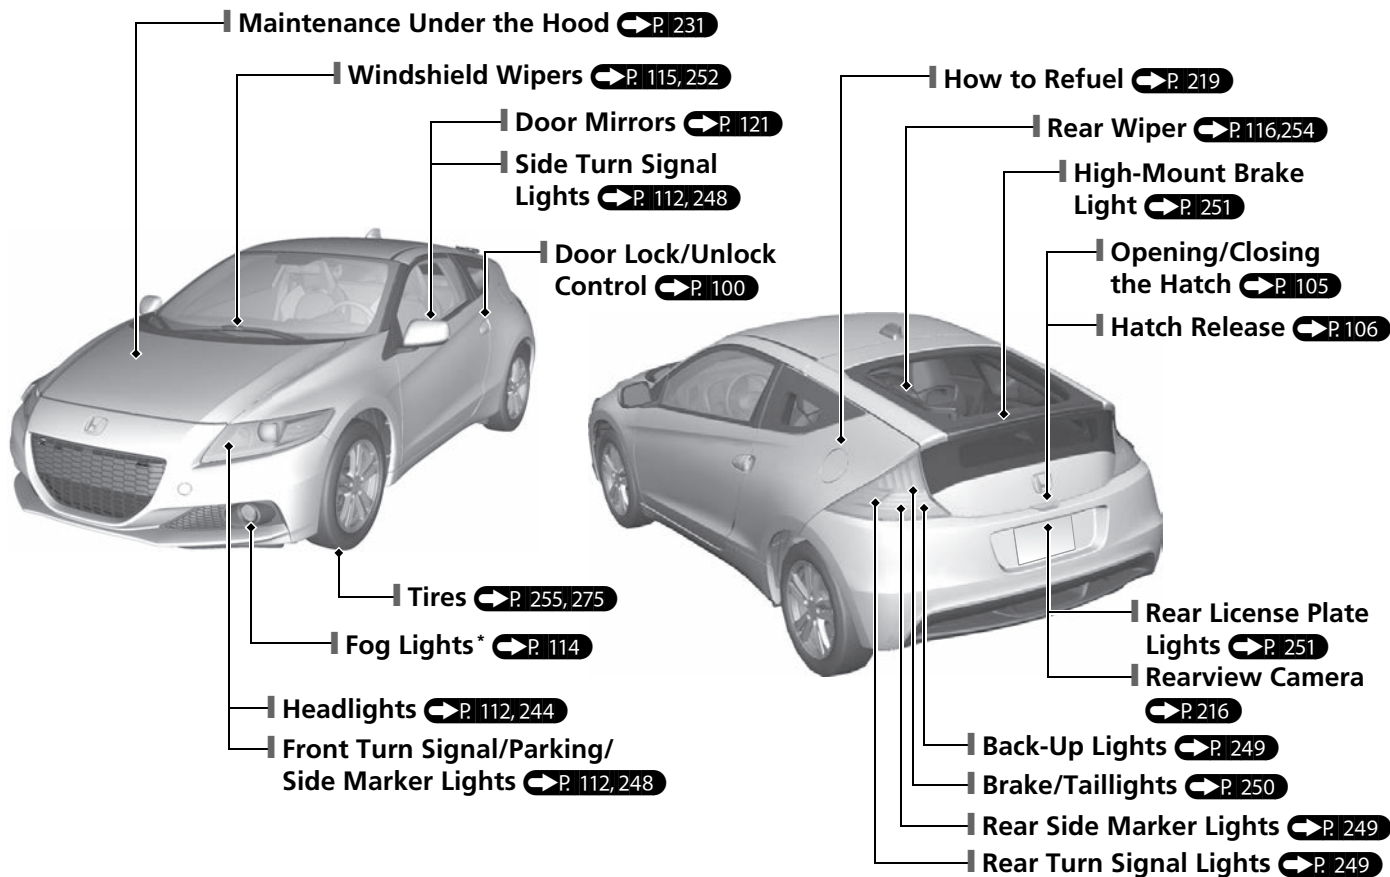 Maintenance Under the Hood P. 231
Windshield Wipers P. 115, 252
Door Mirrors P. 121
Side Turn Signal
Lights P. 112, 248
Door Lock/Unlock
Control P. 100
Tires P. 255, 275
Fog Lights* P. 114
Headlights P. 112, 244
Front Turn Signal/Parking/
Side Marker Lights P. 112, 248
How to Refuel P. 219
Rear Wiper P. 116,254
High-Mount Brake
Light P. 251
Opening/Closing
the Hatch P. 105
Hatch Release P. 106
Rear License Plate
Lights P. 251
Rearview Camera
P. 216
Back-Up Lights P. 249
Brake/Taillights P. 250
Rear Side Marker Lights P. 249
Rear Turn Signal Lights P. 249